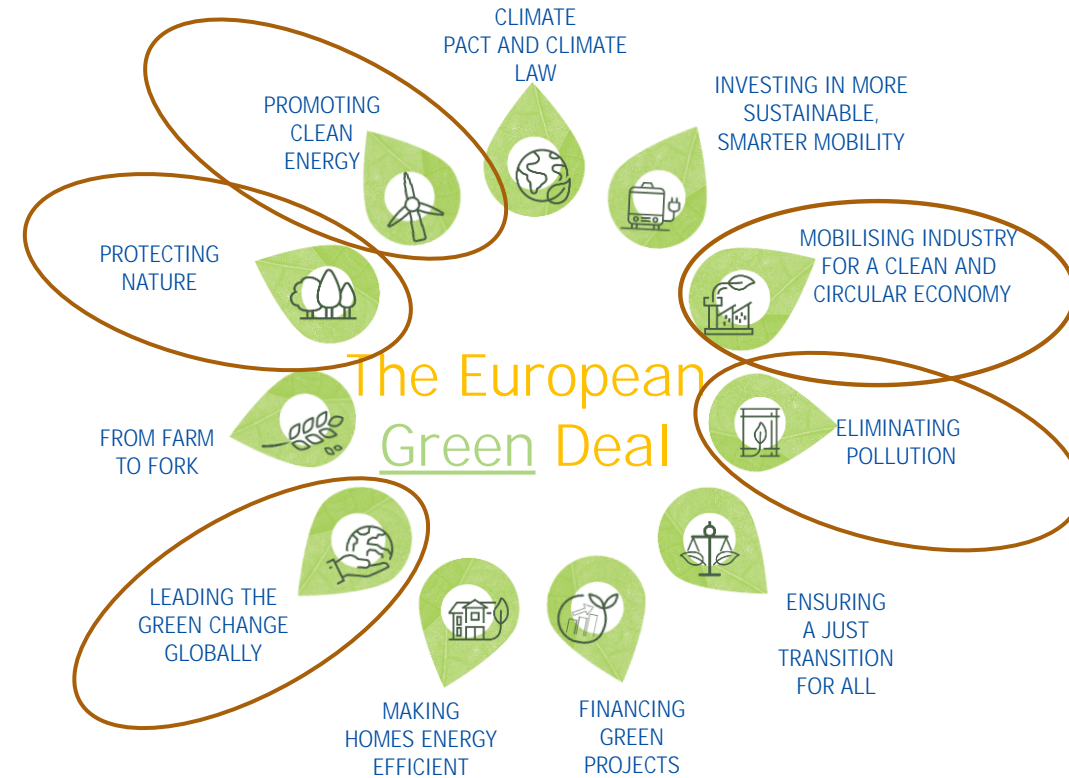 CLIMATE
PACT AND CLIMATE
LAW
INVESTING IN MORE
SUSTAINABLE,
SMARTER MOBILITY
MOBILISING INDUSTRY
FOR A CLEAN AND
CIRCULAR ECONOMY
ELIMINATING
POLLUTION
ENSURING
A JUST
TRANSITION
FOR ALL
FINANCING
GREEN
PROJECTS
MAKING
HOMES ENERGY
EFFICIENT
LEADING THE
GREEN CHANGE
GLOBALLY
FROM FARM
TO FORK
PROTECTING
NATURE
PROMOTING
CLEAN
ENERGY
The European
Green Deal